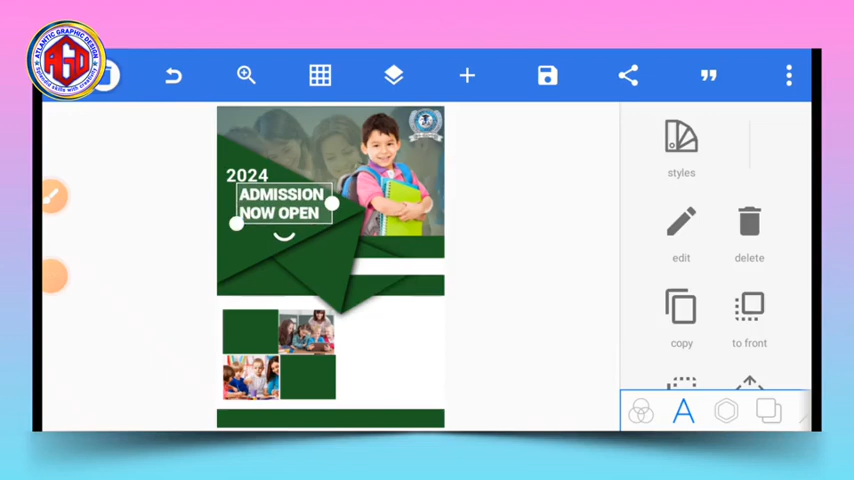 ATLANTIC GRAPHIC DESIGN
AGD
2024
ADMISSION
NOW OPEN
styles
edit
delete
copy
to front
A